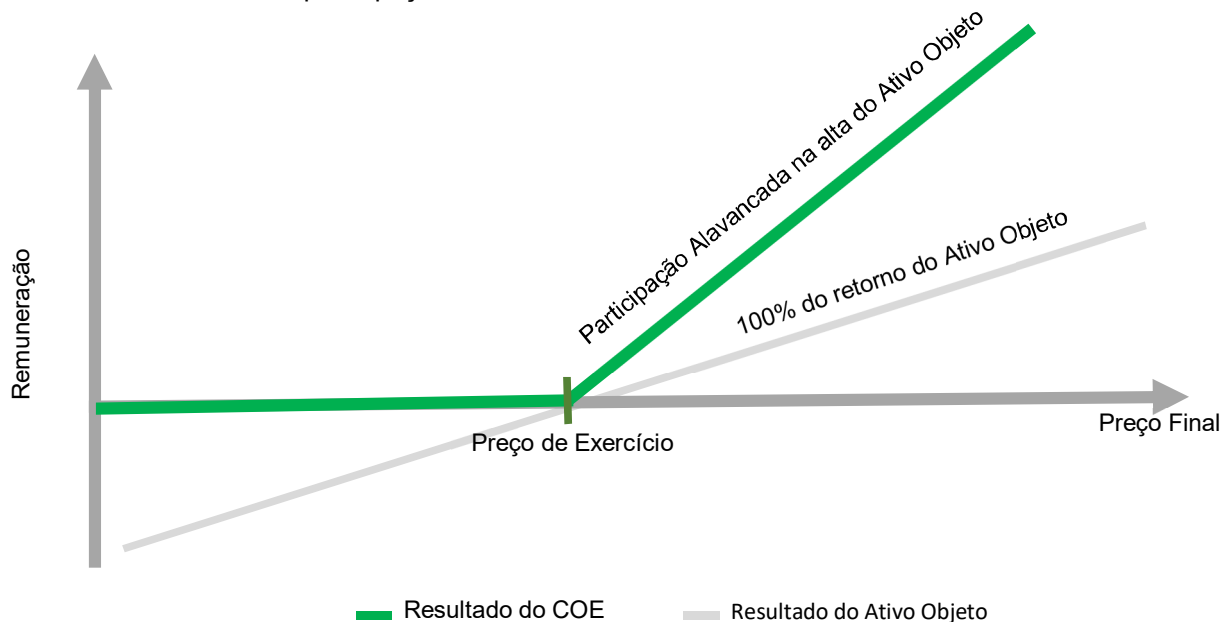 Participação Alavancada na alta do Ativo Objeto
100% do retorno do Ativo Objeto
Remuneração
Preço de Exercício
Preço Final
Resultado do COE
Resultado do Ativo Objeto